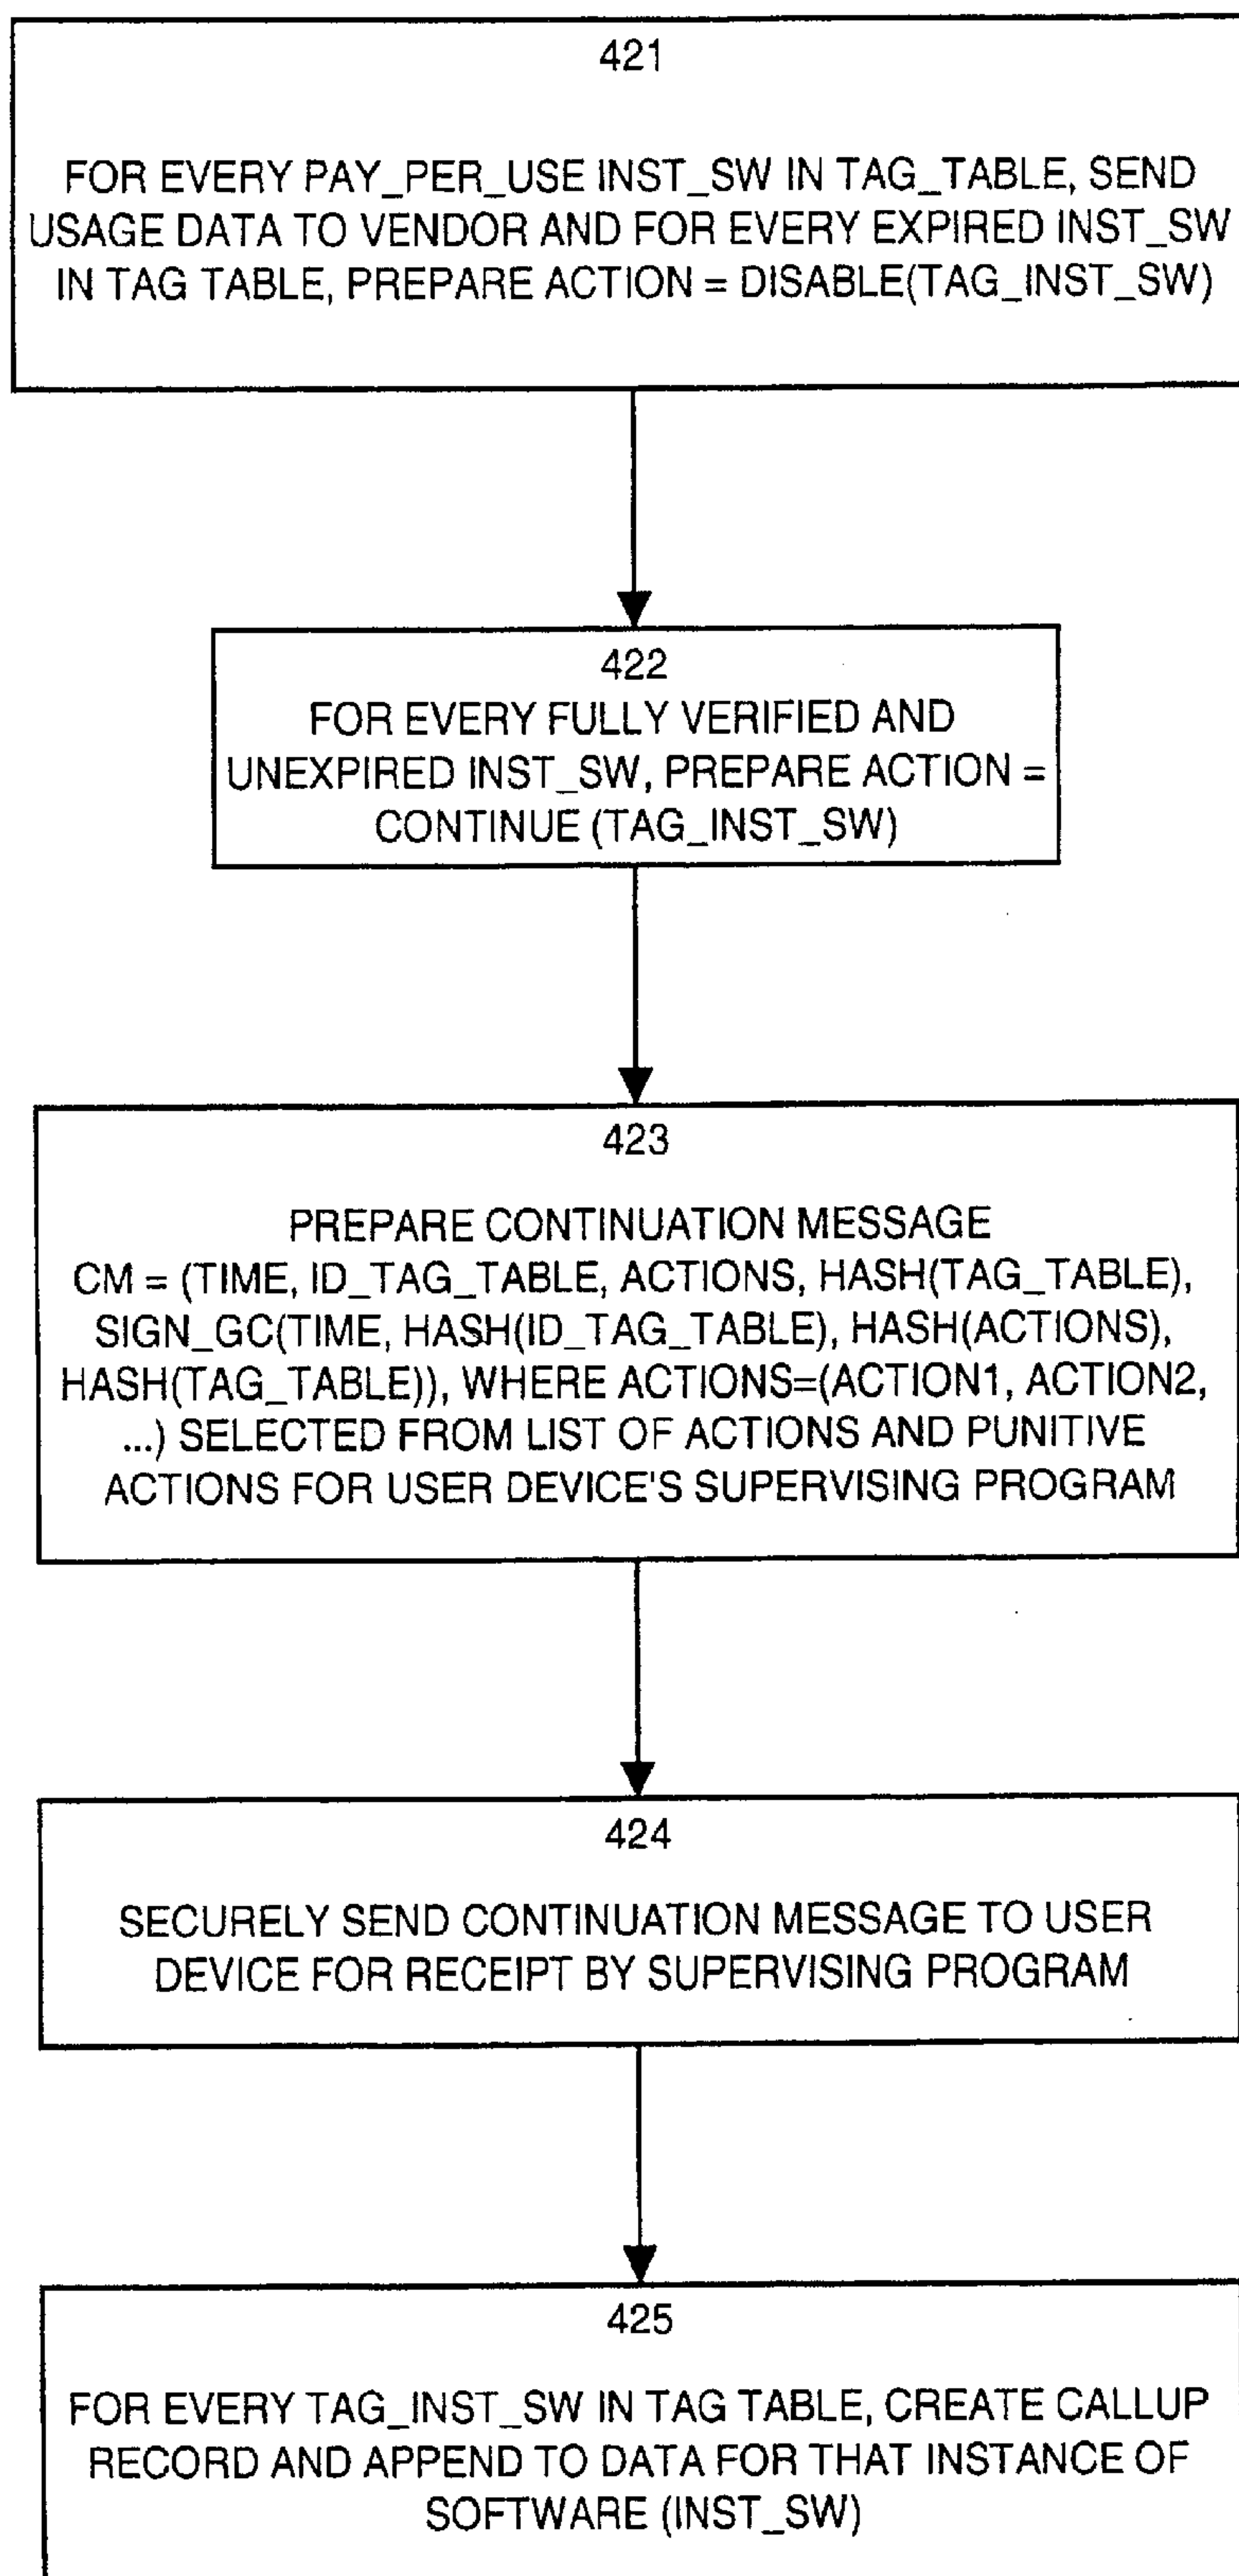 421
FOR EVERY PAY_PER_USE INST_SW IN TAG_TABLE, SEND
USAGE DATA TO VENDOR AND FOR EVERY EXPIRED INST_SW
IN TAG TABLE, PREPARE ACTION = DISABLE(TAG_INST_SW)
422
FOR EVERY FULLY VERIFIED AND
UNEXPIRED INST_SW, PREPARE ACTION =
CONTINUE (TAG_INST_SW)
423
PREPARE CONTINUATION MESSAGE
CM = (TIME, ID_TAG_TABLE, ACTIONS, HASH(TAG_TABLE),
SIGN_GC(TIME, HASH(ID_TAG_TABLE), HASH(ACTIONS),
HASH(TAG_TABLE)), WHERE ACTIONS=(ACTION1, ACTION2,
...) SELECTED FROM LIST OF ACTIONS AND PUNITIVE
ACTIONS FOR USER DEVICE'S SUPERVISING PROGRAM
424
SECURELY SEND CONTINUATION MESSAGE TO USER
DEVICE FOR RECEIPT BY SUPERVISING PROGRAM
425
FOR EVERY TAG_INST_SW IN TAG TABLE, CREATE CALLUP
RECORD AND APPEND TO DATA FOR THAT INSTANCE OF
SOFTWARE (INST_SW)